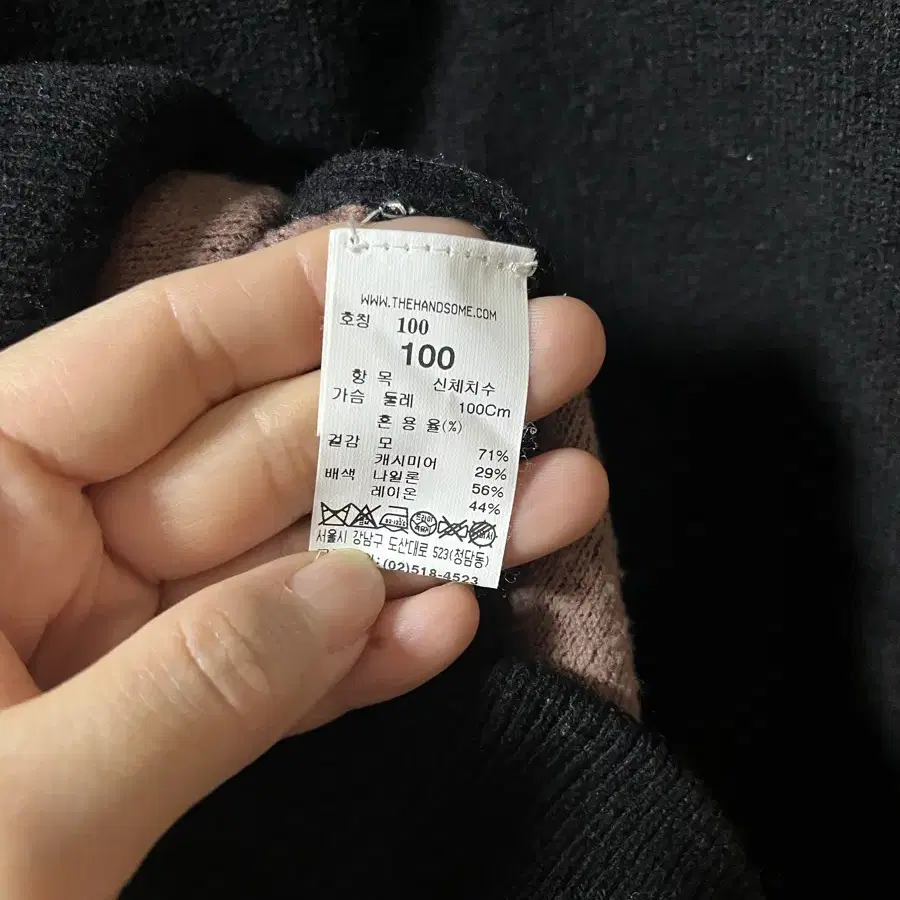 WWW.THEHANDSOME.COM
호칭 100
100
항 목 신체치수
가슴 둘레 100Cm
혼 용 율(%)
겉감 모 71%
캐시미어 29%
배색 나일론 56%
레이온 44%
서울시 강남구 도산대로 523(청담동)
: (02)518-4523